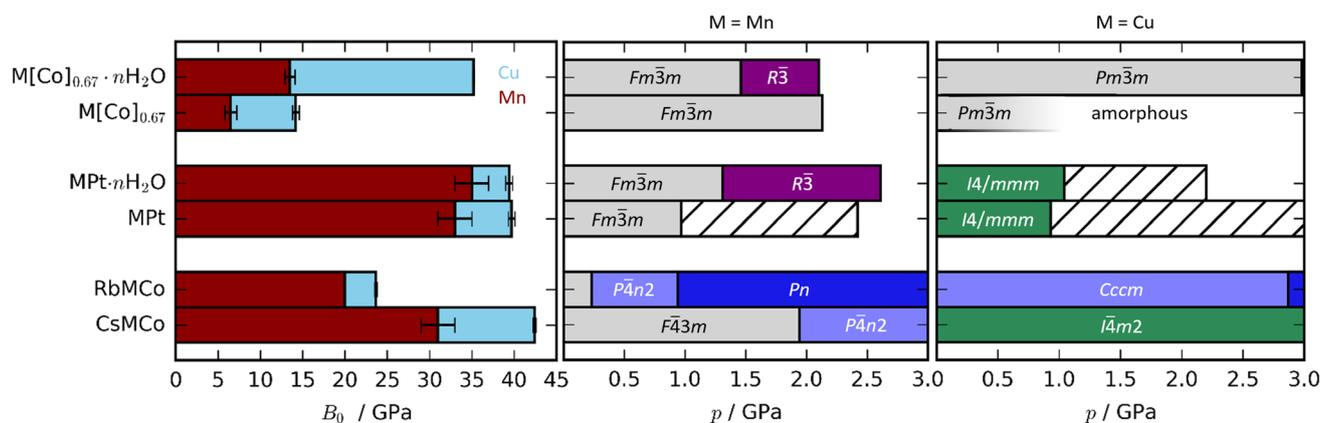 M = Mn
M = Cu
M[Co]₀.₆₇ · nH₂O
Cu
Mn
Fm3̄m
R3̄
Pm3̄m
M[Co]₀.₆₇
Fm3̄m
Pm3̄m
amorphous
MPt·nH₂O
Fm3̄m
R3̄
I4/mmm
MPt
Fm3̄m
I4/mmm
RbMCo
P4̄n2
Pn
Cccm
CsMCo
F4̄3m
P4̄n2
I4̄m2
0 5 10 15 20 25 30 35 40 45
0.5 1.0 1.5 2.0 2.5 3.0
0.5 1.0 1.5 2.0 2.5 3.0
B₀ / GPa
p / GPa
p / GPa